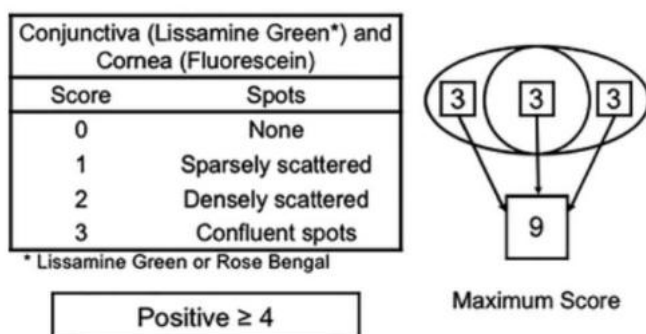 Conjunctiva (Lissamine Green*) and
Cornea (Fluorescein)
Score Spots
0 None
1 Sparsely scattered
2 Densely scattered
3 Confluent spots
* Lissamine Green or Rose Bengal
Positive ≥ 4
3 3 3
9
Maximum Score